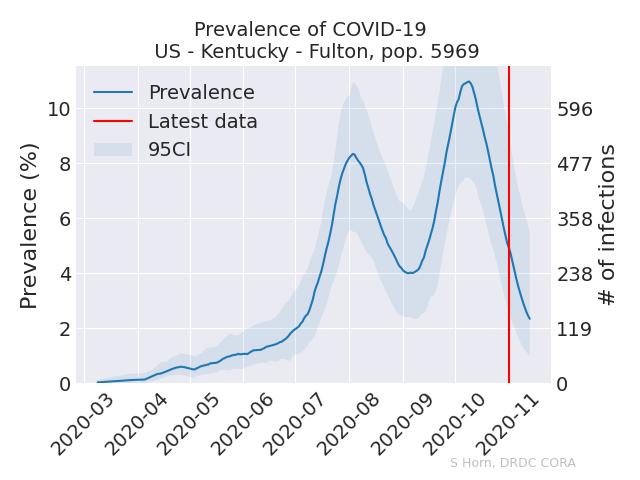 Prevalence of COVID-19
US - Kentucky - Fulton, pop. 5969
Prevalence
Latest data
95CI
Prevalence (%)
10
8
6
4
2
0
# of infections
596
477
358
238
119
0
2020-03
2020-04
2020-05
2020-06
2020-07
2020-08
2020-09
2020-10
2020-11
S Horn, DRDC CORA